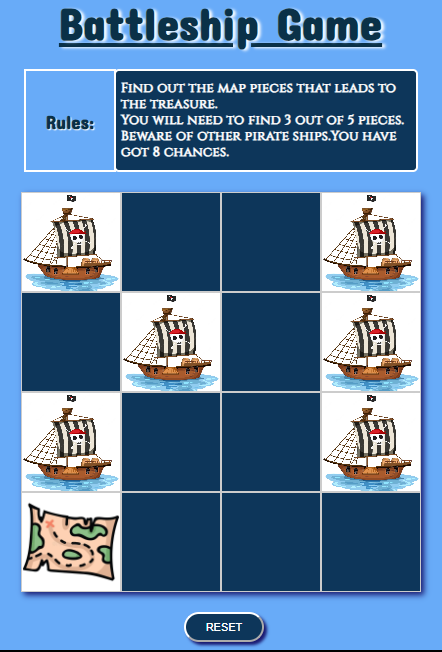 Battleship Game
Rules:
Find out the map pieces that leads to
the treasure.
You will need to find 3 out of 5 pieces.
Beware of other pirate ships.You have
got 8 chances.
RESET